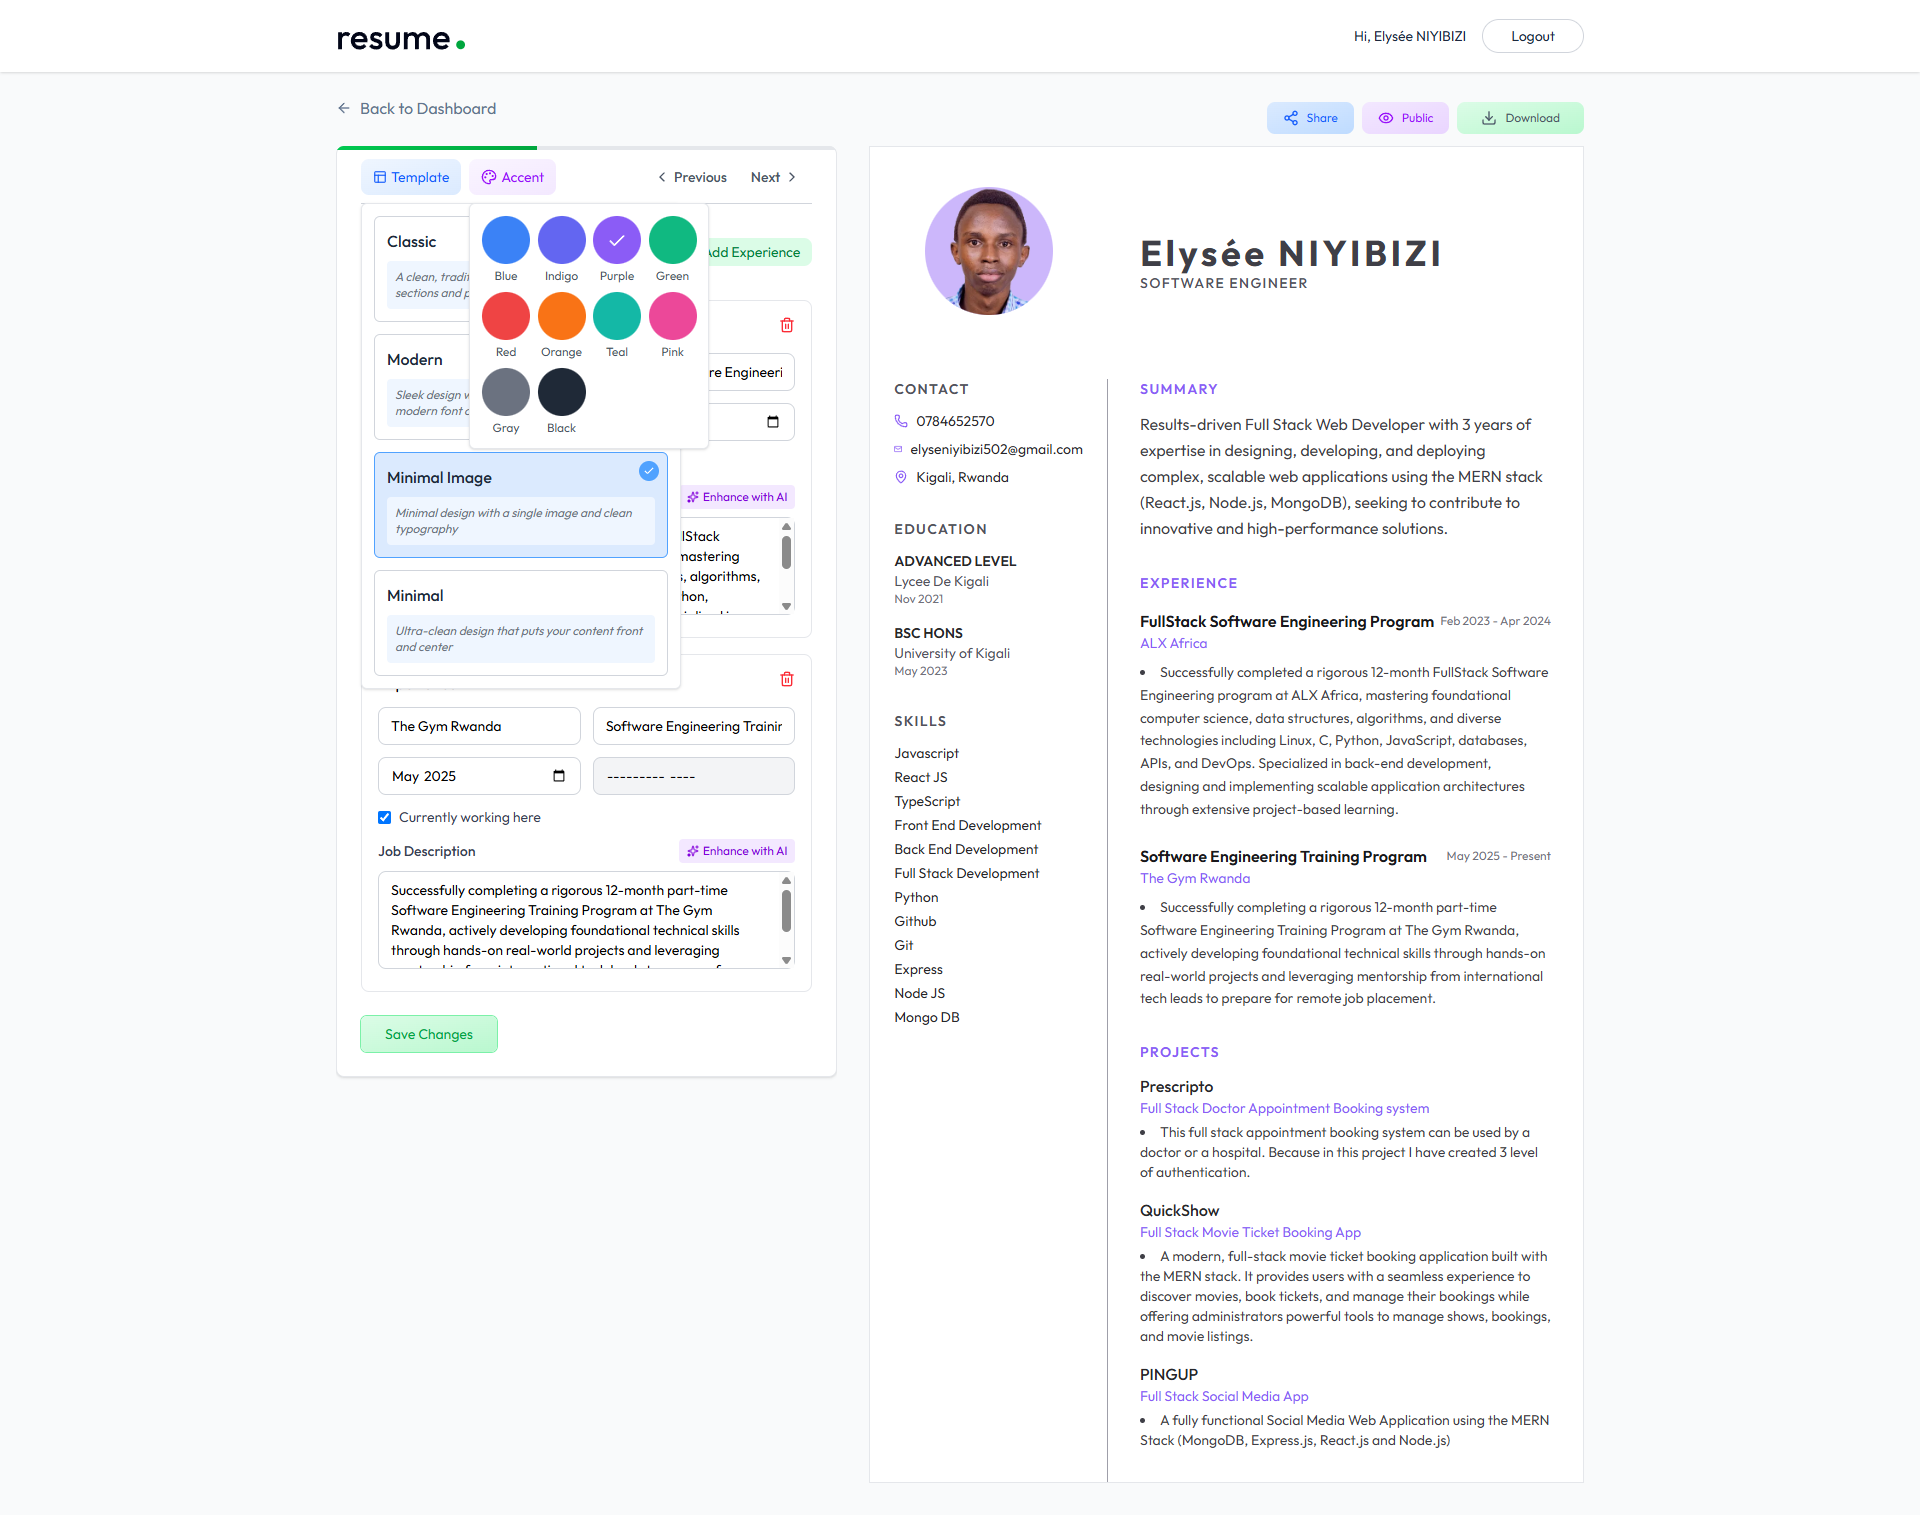 resume.
Hi, Elysée NIYIBIZI
Logout
Back to Dashboard
Share
Public
Download
Template
Accent
Previous
Next
Classic
A clean,
sections and
Modern
Sleek design
modern font
Blue
Indigo
Purple
Green
Red
Orange
Teal
Pink
Gray
Black
Add Experience
Minimal Image
Minimal design with a single image and clean
typography
Minimal
Ultra-clean design that puts your content front
and center
Enhance with AI
mastering
algorithms,
The Gym Rwanda
Software Engineering
May 2025
--------- ----
Currently working here
Job Description
Enhance with AI
Successfully completing a rigorous 12-month part-time
Software Engineering Training Program at The Gym
Rwanda, actively developing foundational technical skills
through hands-on real-world projects and leveraging
Save Changes
Elysée NIYIBIZI
SOFTWARE ENGINEER
CONTACT
0784652570
elyseniyibizi502@gmail.com
Kigali, Rwanda
EDUCATION
ADVANCED LEVEL
Lycee De Kigali
Nov 2021
BSC HONS
University of Kigali
May 2023
SKILLS
Javascript
React JS
TypeScript
Front End Development
Back End Development
Full Stack Development
Python
Github
Git
Express
Node JS
Mongo DB
SUMMARY
Results-driven Full Stack Web Developer with 3 years of
expertise in designing, developing, and deploying
complex, scalable web applications using the MERN stack
(React.js, Node.js, MongoDB), seeking to contribute to
innovative and high-performance solutions.
EXPERIENCE
FullStack Software Engineering Program Feb 2023 - Apr 2024
ALX Africa
• Successfully completed a rigorous 12-month FullStack Software
Engineering program at ALX Africa, mastering foundational
computer science, data structures, algorithms, and diverse
technologies including Linux, C, Python, JavaScript, databases,
APIs, and DevOps. Specialized in back-end development,
designing and implementing scalable application architectures
through extensive project-based learning.
Software Engineering Training Program May 2025 - Present
The Gym Rwanda
• Successfully completing a rigorous 12-month part-time
Software Engineering Training Program at The Gym Rwanda,
actively developing foundational technical skills through hands-on
real-world projects and leveraging mentorship from international
tech leads to prepare for remote job placement.
PROJECTS
Prescripto
Full Stack Doctor Appointment Booking system
• This full stack appointment booking system can be used by a
doctor or a hospital. Because in this project I have created 3 level
of authentication.
QuickShow
Full Stack Movie Ticket Booking App
• A modern, full-stack movie ticket booking application built with
the MERN stack. It provides users with a seamless experience to
discover movies, book tickets, and manage their bookings while
offering administrators powerful tools to manage shows, bookings,
and movie listings.
PINGUP
Full Stack Social Media App
• A fully functional Social Media Web Application using the MERN
Stack (MongoDB, Express.js, React.js and Node.js)